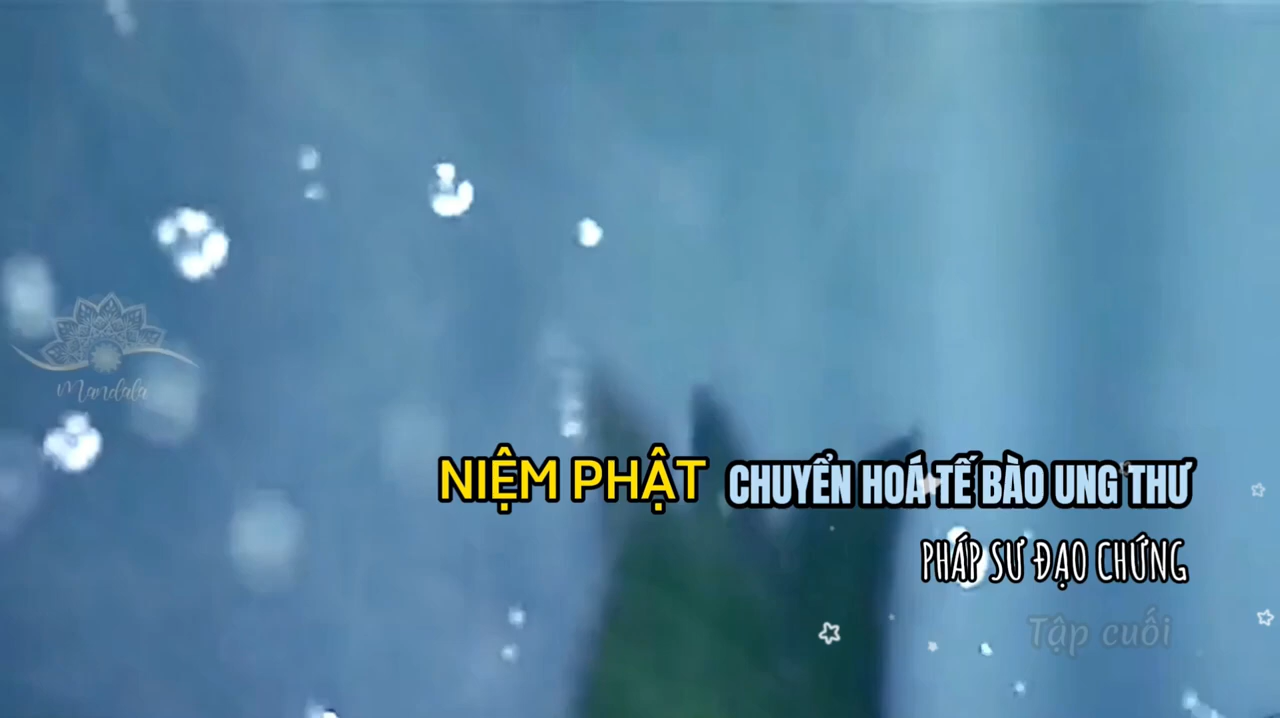 Mandala
NIỆM PHẬT CHUYỂN HOÁ TẾ BÀO UNG THƯ
PHÁP SƯ ĐẠO CHỨNG
Tập cuối